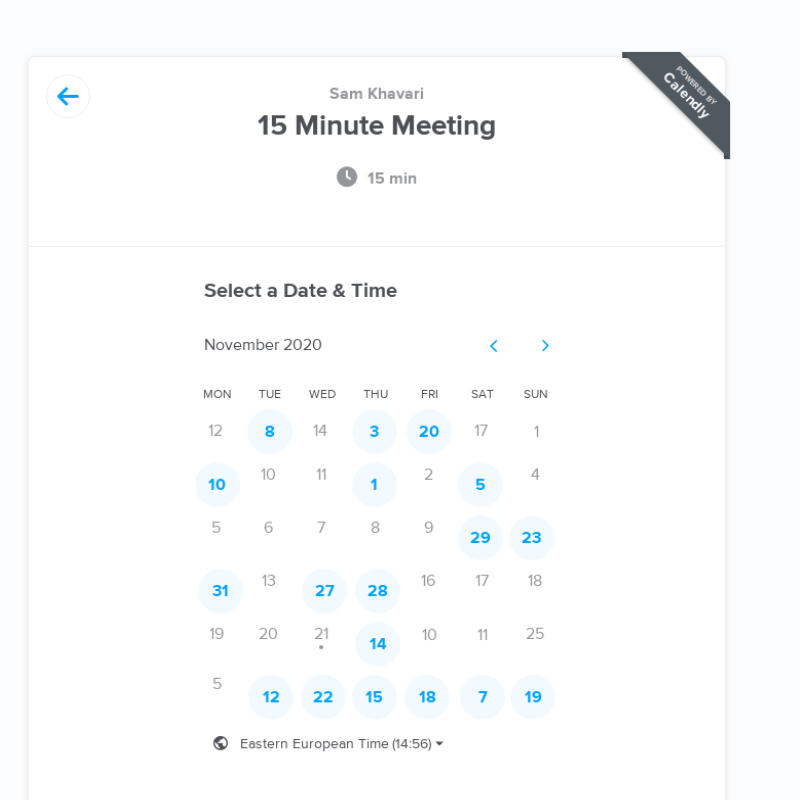 POWERED BY
Calendly
Sam Khavari
15 Minute Meeting
15 min
Select a Date & Time
November 2020
MON TUE WED THU FRI SAT SUN
12 8 14 3 20 17 1
10 10 11 1 2 5 4
5 6 7 8 9 29 23
31 13 27 28 16 17 18
19 20 21 14 10 11 25
5 12 22 15 18 7 19
Eastern European Time (14:56)